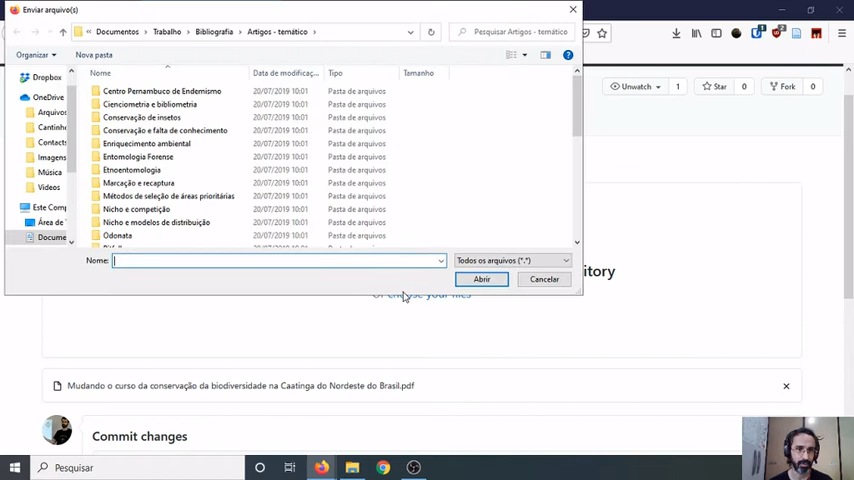 Enviar arquivo(s)
« Documentos > Trabalho > Bibliografia > Artigos - temático >
Pesquisar Artigos - temático
Organizar
Nova pasta
Nome
Data de modificaç...
Tipo
Tamanho
Dropbox
OneDrive
Arquivos
Cantinho
Contacts
Imagens
Música
Vídeos
Este Comp
Área de
Docume
Centro Pernambuco de Endemismo 20/07/2019 10:01 Pasta de arquivos
Cienciometria e bibliometria 20/07/2019 10:01 Pasta de arquivos
Conservação de insetos 20/07/2019 10:01 Pasta de arquivos
Conservação e falta de conhecimento 20/07/2019 10:01 Pasta de arquivos
Enriquecimento ambiental 20/07/2019 10:01 Pasta de arquivos
Entomologia Forense 20/07/2019 10:01 Pasta de arquivos
Etnoentomologia 20/07/2019 10:01 Pasta de arquivos
Marcação e recaptura 20/07/2019 10:01 Pasta de arquivos
Métodos de seleção de áreas prioritárias 20/07/2019 10:01 Pasta de arquivos
Nicho e competição 20/07/2019 10:01 Pasta de arquivos
Nicho e modelos de distribuição 20/07/2019 10:01 Pasta de arquivos
Odonata 20/07/2019 10:01 Pasta de arquivos
Nome:
Todos os arquivos (*.*)
Abrir
Cancelar
Unwatch 1
Star 0
Fork 0
itory
Or choose your files
Mudando o curso da conservação da biodiversidade na Caatinga do Nordeste do Brasil.pdf
Commit changes
Pesquisar